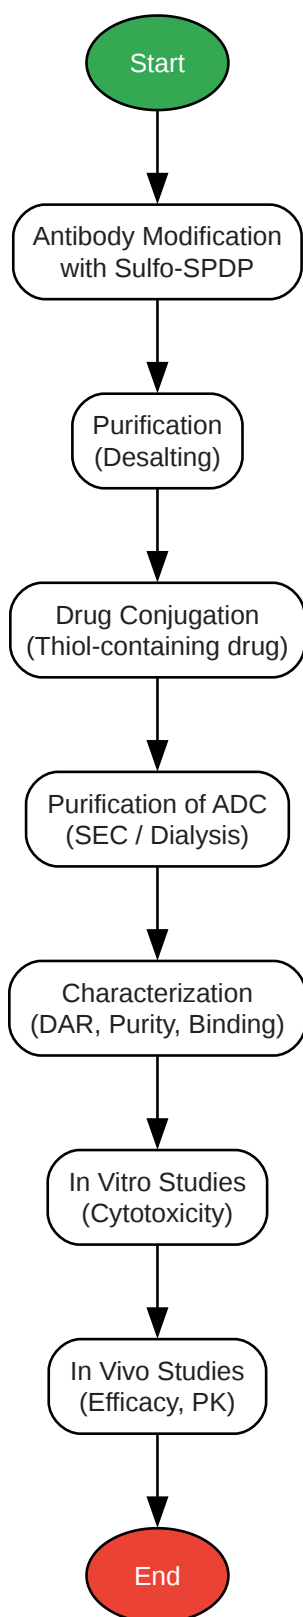 Start
Antibody Modification
with Sulfo-SPDP
Purification
(Desalting)
Drug Conjugation
(Thiol-containing drug)
Purification of ADC
(SEC / Dialysis)
Characterization
(DAR, Purity, Binding)
In Vitro Studies
(Cytotoxicity)
In Vivo Studies
(Efficacy, PK)
End